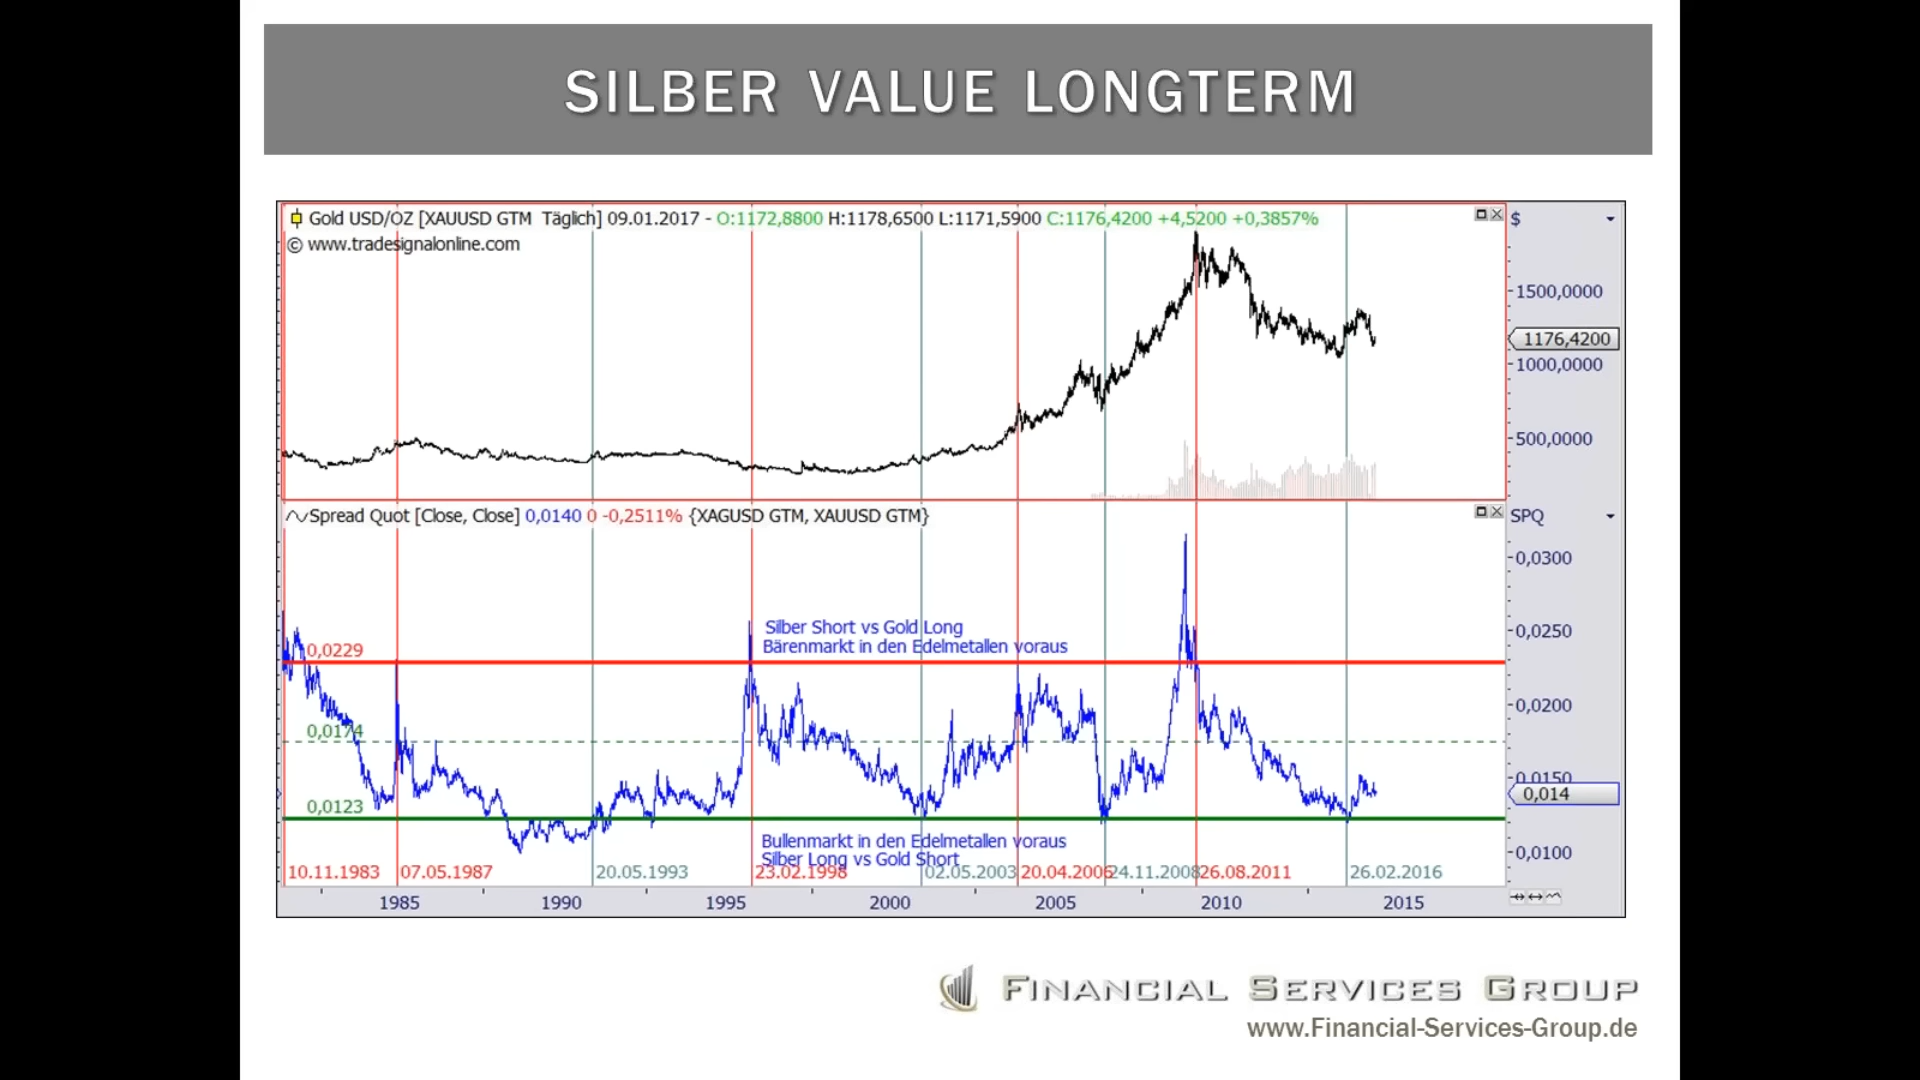 SILBER VALUE LONGTERM
Gold USD/OZ [XAUUSD GTM Täglich] 09.01.2017 - O:1172,8800 H:1178,6500 L:1171,5900 C:1176,4200 +4,5200 +0,3857%
$
© www.tradesignalonline.com
1500,0000
1176,4200
1000,0000
500,0000
Spread Quot [Close, Close] 0,0140 0 -0,2511% {XAGUSD GTM, XAUUSD GTM}
SPQ
0,0300
Silber Short vs Gold Long
0,0250
Bärenmarkt in den Edelmetallen voraus
0,0229
0,0200
0,0174
0,0150
0,014
0,0123
Bullenmarkt in den Edelmetallen voraus
0,0100
Silber Long vs Gold Short
10.11.1983 07.05.1987 20.05.1993 23.02.1998 02.05.2003 20.04.2006 24.11.2008 26.08.2011 26.02.2016
1985 1990 1995 2000 2005 2010 2015
FINANCIAL SERVICES GROUP
www.Financial-Services-Group.de